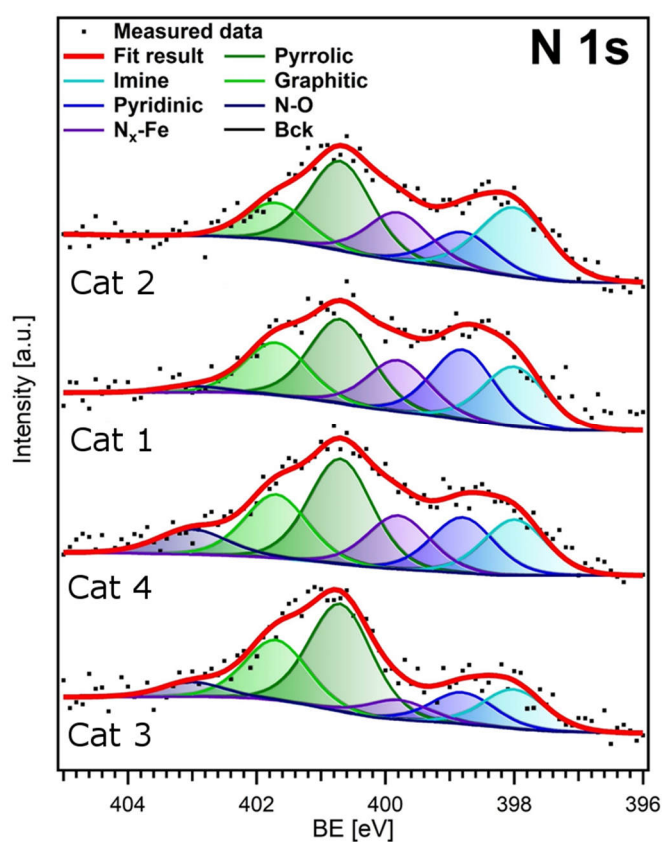 Measured data
Fit result
Pyrrolic
Imine
Graphitic
Pyridinic
N-O
Nx-Fe
Bck
N 1s
Cat 2
Cat 1
Cat 4
Cat 3
Intensity [a.u.]
404 402 400 398 396
BE [eV]